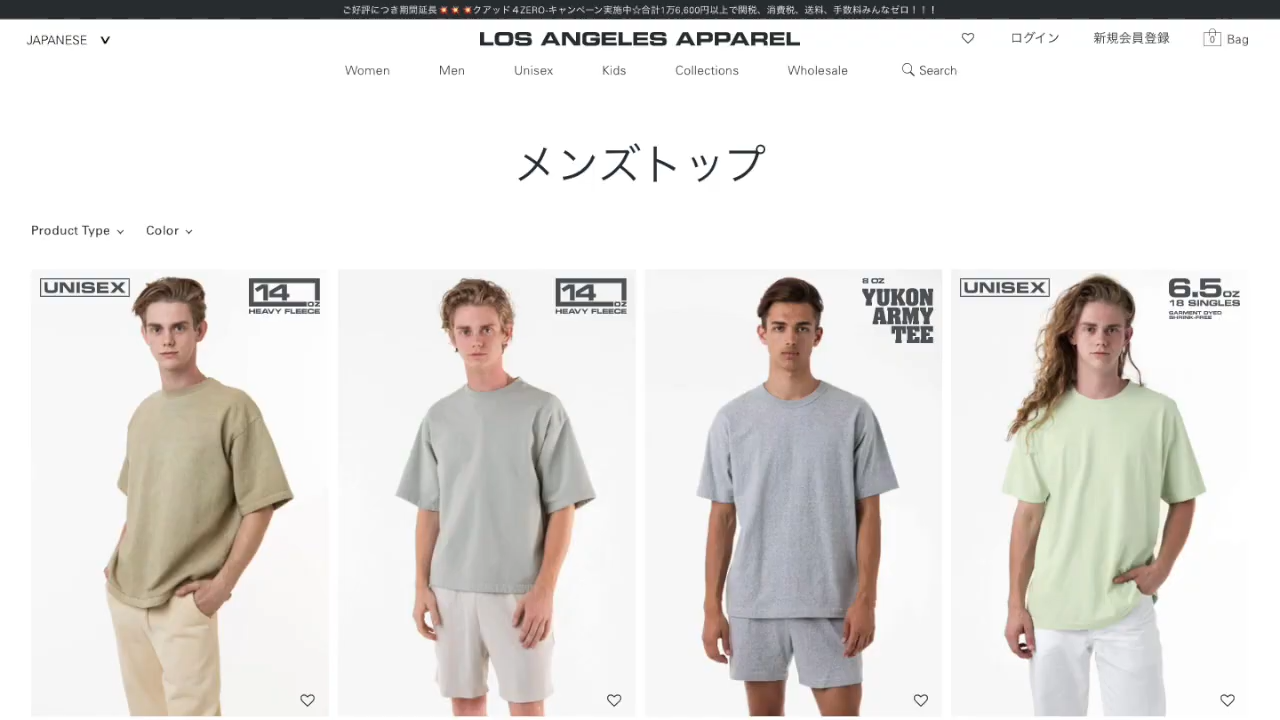 ご好評につき期間延長💥💥💥クアッド４ZERO-キャンペーン実施中☆合計1万6,600円以上で関税、消費税、送料、手数料みんなゼロ！！！
JAPANESE
LOS ANGELES APPAREL
ログイン
新規会員登録
0
Bag
Women
Men
Unisex
Kids
Collections
Wholesale
Search
メンズトップ
Product Type
Color
UNISEX
14 OZ
HEAVY FLEECE
14 OZ
HEAVY FLEECE
8 OZ
YUKON
ARMY
TEE
UNISEX
6.5 OZ
18 SINGLES
GARMENT DYED
SHRINK-FREE